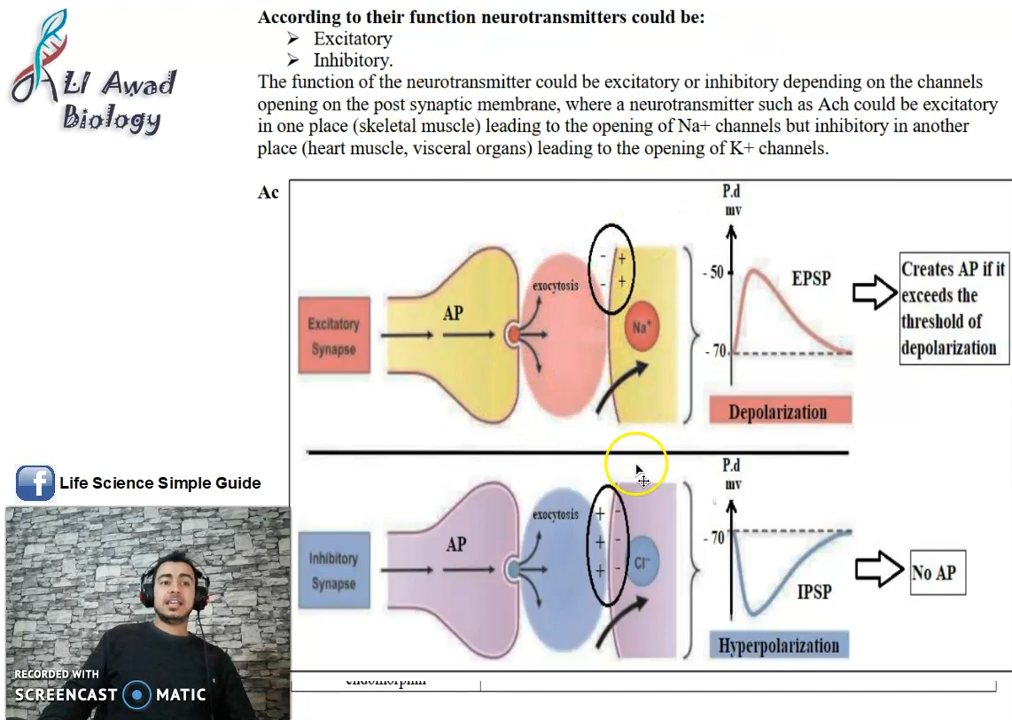 According to their function neurotransmitters could be:
➢ Excitatory
➢ Inhibitory.
The function of the neurotransmitter could be excitatory or inhibitory depending on the channels
opening on the post synaptic membrane, where a neurotransmitter such as Ach could be excitatory
in one place (skeletal muscle) leading to the opening of Na+ channels but inhibitory in another
place (heart muscle, visceral organs) leading to the opening of K+ channels.
ALI Awad
Biology
Ac
P.d
mv
- 50
- 70
EPSP
Creates AP if it
exceeds the
threshold of
depolarization
Excitatory
Synapse
AP
exocytosis
- +
- +
Na⁺
Depolarization
P.d
mv
- 70
IPSP
No AP
Inhibitory
Synapse
AP
exocytosis
+ -
+ -
+ -
Cl⁻
Hyperpolarization
f Life Science Simple Guide
RECORDED WITH
SCREENCAST MATIC